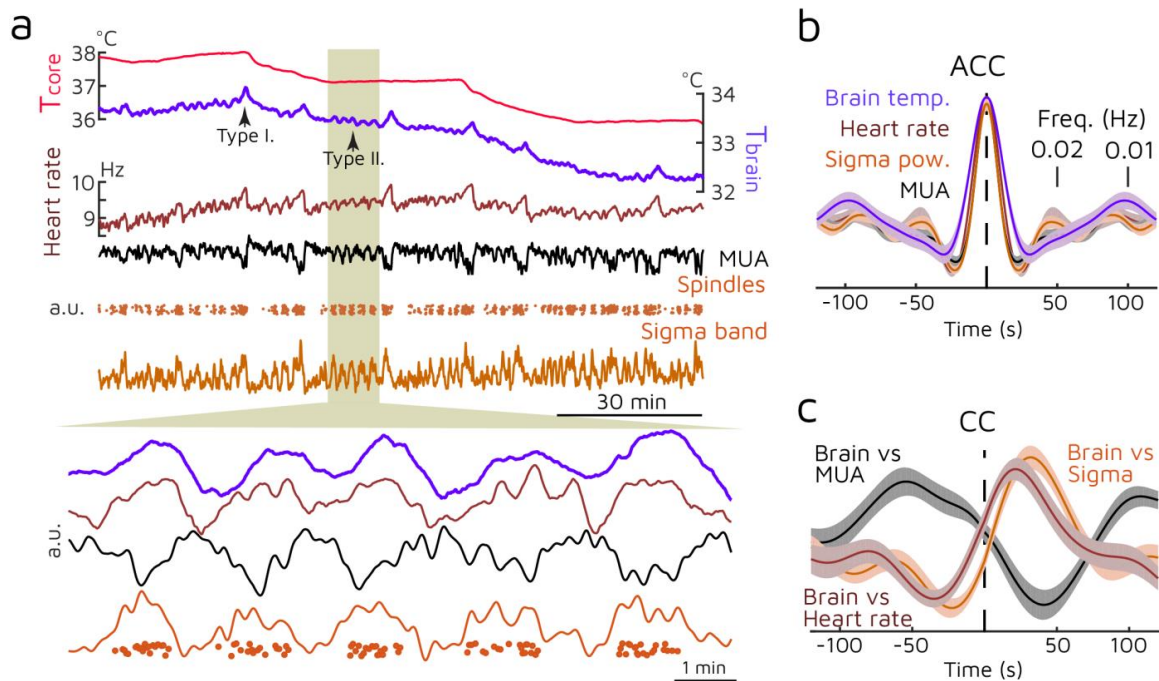 a
°C
38
37
36
T core
Type I.
Type II.
°C
34
33
32
T brain
Hz
10
9
Heart rate
MUA
Spindles
a.u.
Sigma band
30 min
a.u.
1 min
b
ACC
Brain temp.
Heart rate
Sigma pow.
MUA
Freq. (Hz)
0.02
0.01
-100
-50
50
100
Time (s)
c
CC
Brain vs
MUA
Brain vs
Sigma
Brain vs
Heart rate
-100
-50
0
50
100
Time (s)